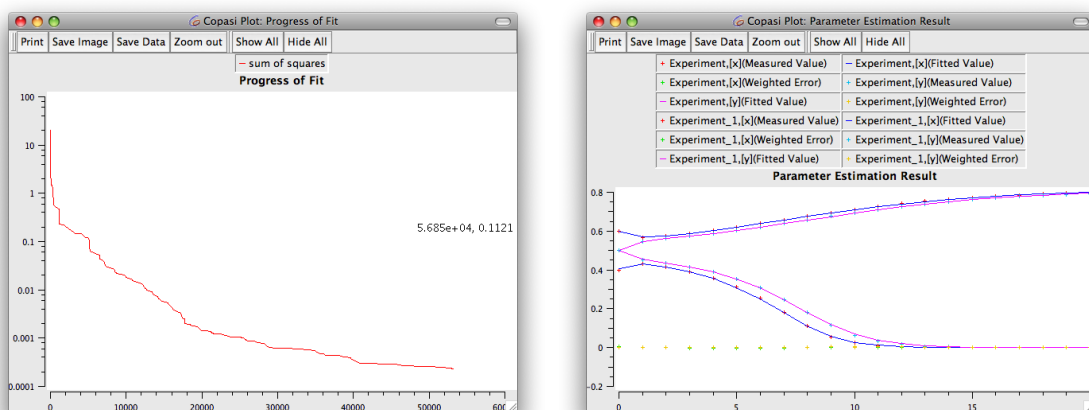 Copasi Plot: Progress of Fit
Print Save Image Save Data Zoom out Show All Hide All
— sum of squares
Progress of Fit
100
10
1
0.1
0.01
0.001
0.0001
5.685e+04, 0.1121
0 10000 20000 30000 40000 50000
Copasi Plot: Parameter Estimation Result
Print Save Image Save Data Zoom out Show All Hide All
+ Experiment,[x](Measured Value) — Experiment,[x](Fitted Value)
+ Experiment,[x](Weighted Error) + Experiment,[y](Measured Value)
— Experiment,[y](Fitted Value) + Experiment,[y](Weighted Error)
+ Experiment_1,[x](Measured Value) — Experiment_1,[x](Fitted Value)
+ Experiment_1,[x](Weighted Error) + Experiment_1,[y](Measured Value)
— Experiment_1,[y](Fitted Value) + Experiment_1,[y](Weighted Error)
Parameter Estimation Result
0.8
0.6
0.4
0.2
0
-0.2
0 5 10 15